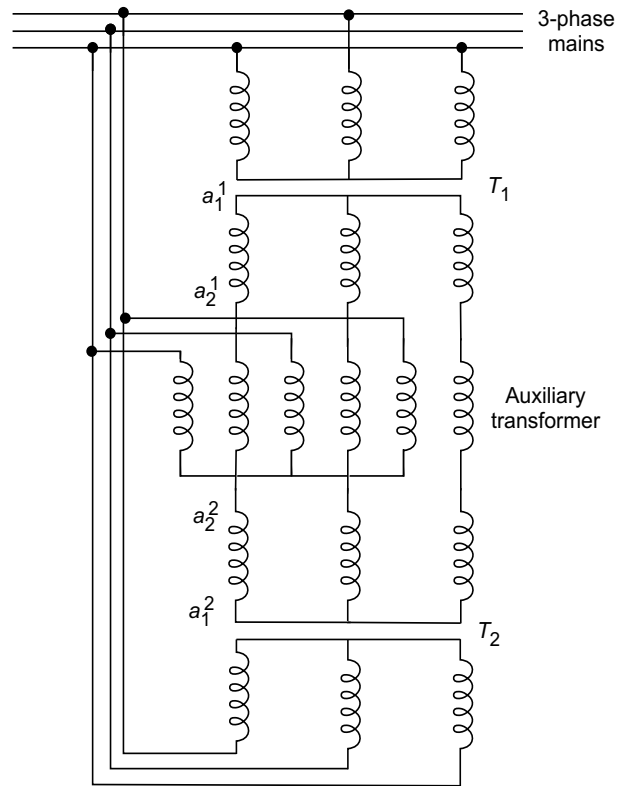 3-phase
mains
T₁
a₁¹
a₂¹
Auxiliary
transformer
a₂²
a₁²
T₂